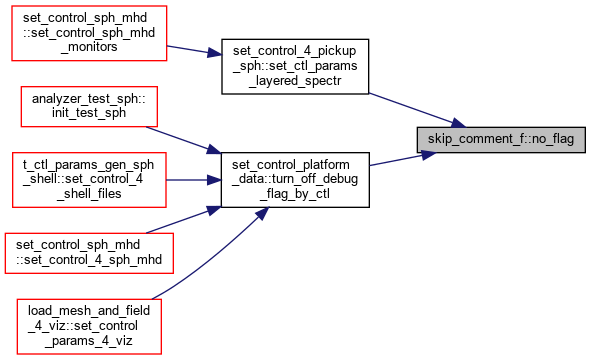 set_control_sph_mhd
::set_control_sph_mhd
_monitors
set_control_4_pickup
_sph::set_ctl_params
_layered_spectr
analyzer_test_sph::
init_test_sph
skip_comment_f::no_flag
t_ctl_params_gen_sph
_shell::set_control_4
_shell_files
set_control_platform
_data::turn_off_debug
_flag_by_ctl
set_control_sph_mhd
::set_control_4_sph_mhd
load_mesh_and_field
_4_viz::set_control
_params_4_viz